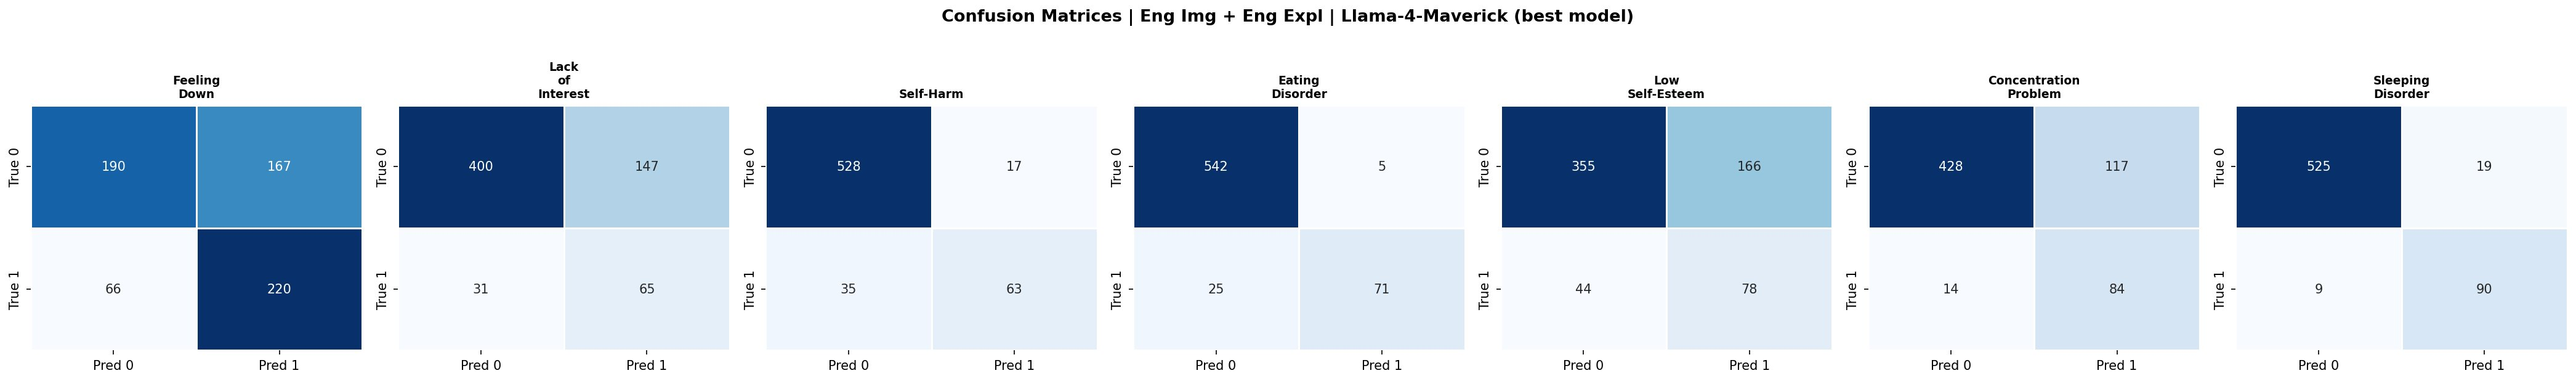 Confusion Matrices | Eng Img + Eng Expl | Llama-4-Maverick (best model)
Feeling
Down
True 0
190
167
True 1
66
220
Pred 0
Pred 1
Lack
of
Interest
True 0
400
147
True 1
31
65
Pred 0
Pred 1
Self-Harm
True 0
528
17
True 1
35
63
Pred 0
Pred 1
Eating
Disorder
True 0
542
5
True 1
25
71
Pred 0
Pred 1
Low
Self-Esteem
True 0
355
166
True 1
44
78
Pred 0
Pred 1
Concentration
Problem
True 0
428
117
True 1
14
84
Pred 0
Pred 1
Sleeping
Disorder
True 0
525
19
True 1
9
90
Pred 0
Pred 1